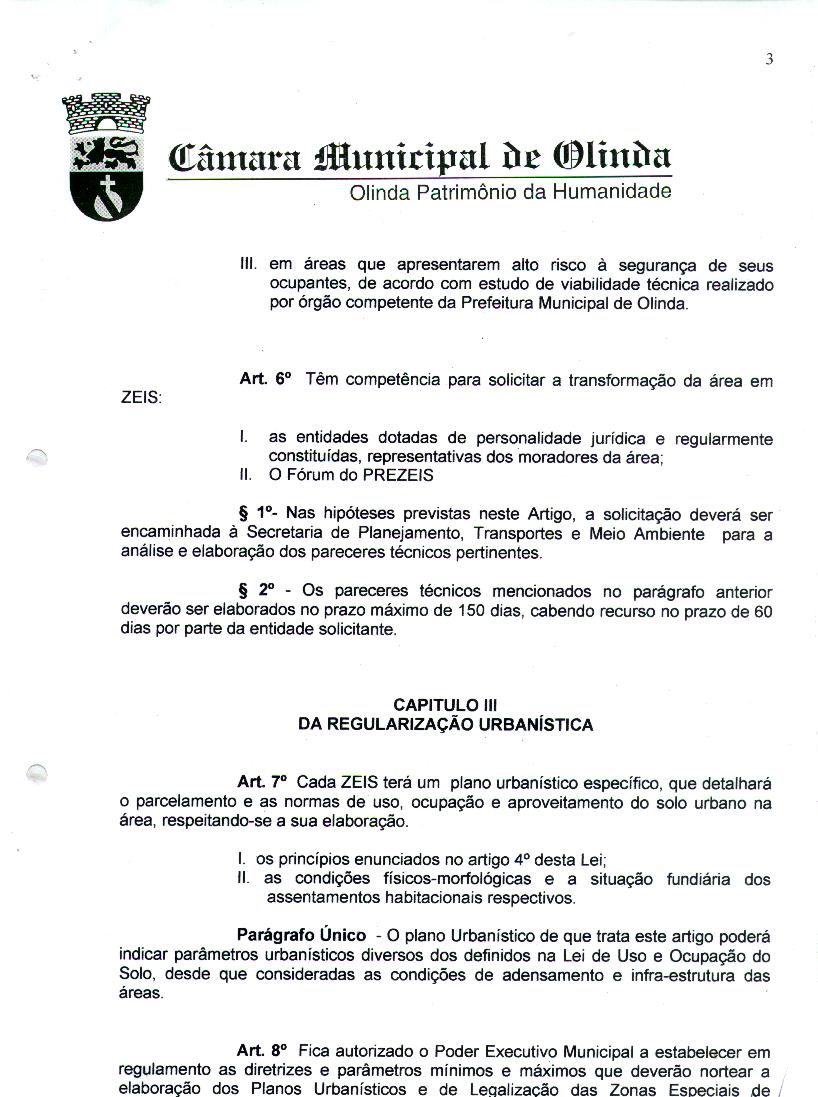 3
Câmara Municipal de Olinda
Olinda Patrimônio da Humanidade
III. em áreas que apresentarem alto risco à segurança de seus
ocupantes, de acordo com estudo de viabilidade técnica realizado
por órgão competente da Prefeitura Municipal de Olinda.
Art. 6º Têm competência para solicitar a transformação da área em
ZEIS:
I. as entidades dotadas de personalidade jurídica e regularmente
constituídas, representativas dos moradores da área;
II. O Fórum do PREZEIS
§ 1º- Nas hipóteses previstas neste Artigo, a solicitação deverá ser
encaminhada à Secretaria de Planejamento, Transportes e Meio Ambiente para a
análise e elaboração dos pareceres técnicos pertinentes.
§ 2º - Os pareceres técnicos mencionados no parágrafo anterior
deverão ser elaborados no prazo máximo de 150 dias, cabendo recurso no prazo de 60
dias por parte da entidade solicitante.
CAPITULO III
DA REGULARIZAÇÃO URBANÍSTICA
Art. 7º Cada ZEIS terá um plano urbanístico específico, que detalhará
o parcelamento e as normas de uso, ocupação e aproveitamento do solo urbano na
área, respeitando-se a sua elaboração.
I. os princípios enunciados no artigo 4º desta Lei;
II. as condições físicos-morfológicas e a situação fundiária dos
assentamentos habitacionais respectivos.
Parágrafo Único - O plano Urbanístico de que trata este artigo poderá
indicar parâmetros urbanísticos diversos dos definidos na Lei de Uso e Ocupação do
Solo, desde que consideradas as condições de adensamento e infra-estrutura das
áreas.
Art. 8º Fica autorizado o Poder Executivo Municipal a estabelecer em
regulamento as diretrizes e parâmetros mínimos e máximos que deverão nortear a
elaboração dos Planos Urbanísticos e de Legalização das Zonas Especiais de